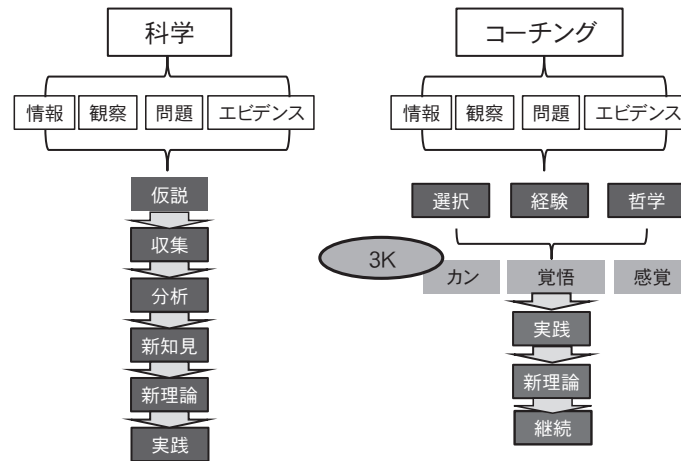 科学
情報 観察 問題 エビデンス
仮説
収集
分析
新知見
新理論
実践
コーチング
情報 観察 問題 エビデンス
選択 経験 哲学
3K
カン 覚悟 感覚
実践
新理論
継続